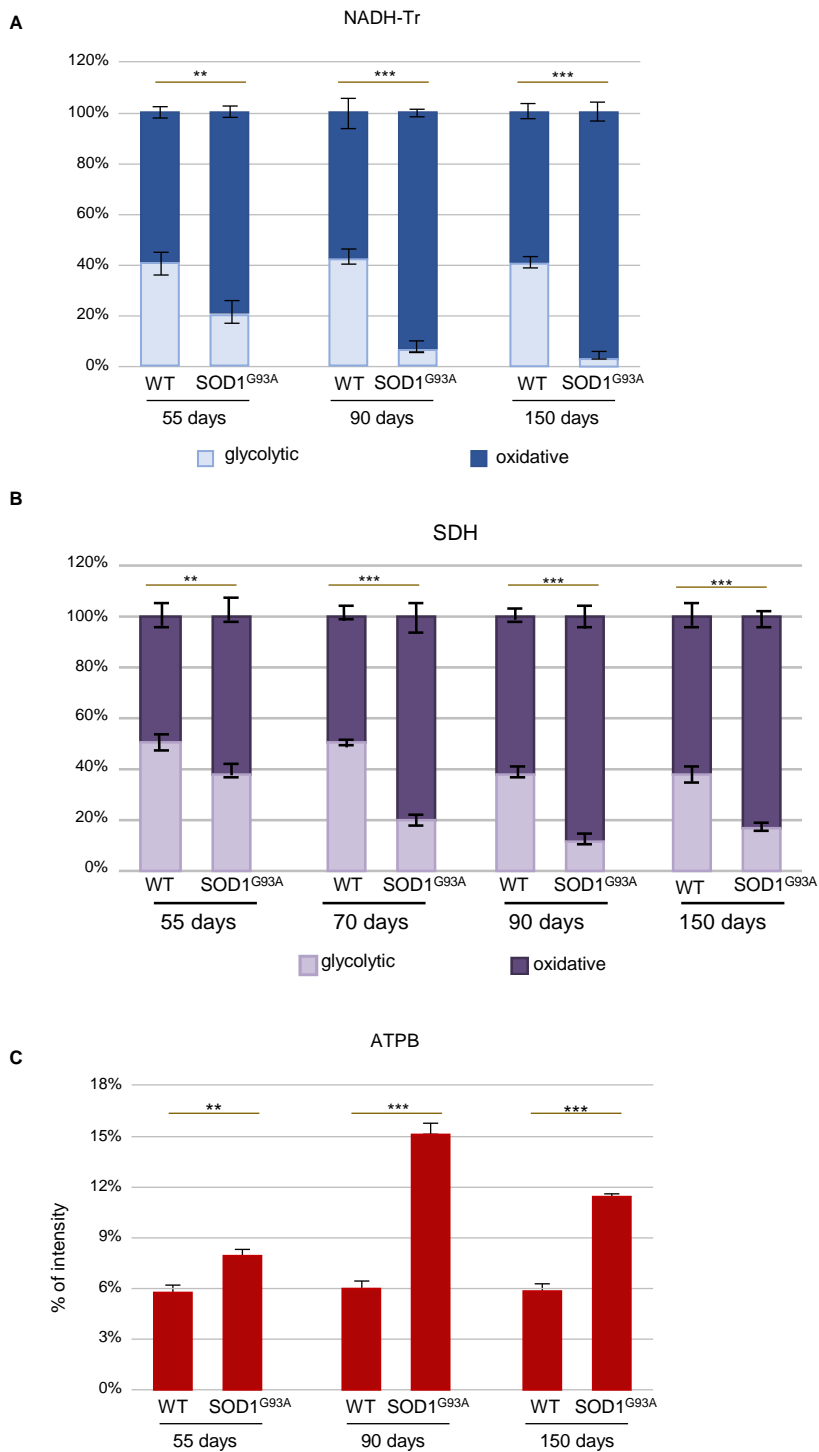 A
NADH-Tr
120%
** *** ***
100%
80%
60%
40%
20%
0%
WT SOD1G93A WT SOD1G93A WT SOD1G93A
55 days 90 days 150 days
glycolytic oxidative
B
SDH
120%
** *** *** ***
100%
80%
60%
40%
20%
0%
WT SOD1G93A WT SOD1G93A WT SOD1G93A WT SOD1G93A
55 days 70 days 90 days 150 days
glycolytic oxidative
C
ATPB
18%
** *** ***
15%
12%
9%
6%
3%
0%
% of intensity
WT SOD1G93A WT SOD1G93A WT SOD1G93A
55 days 90 days 150 days